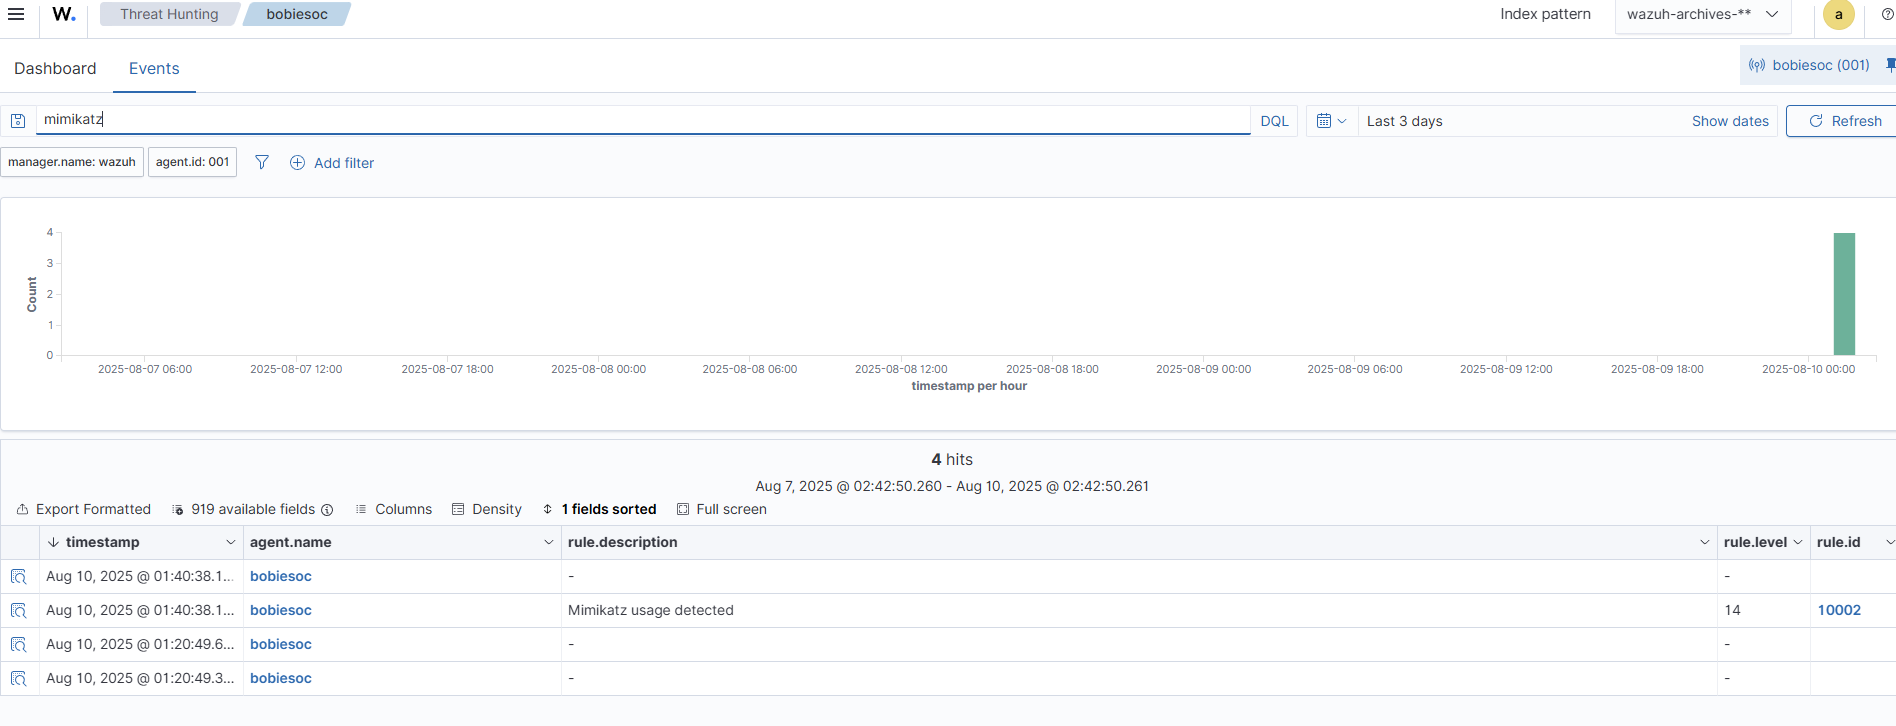 W. Threat Hunting bobiesoc Index pattern wazuh-archives-** a
Dashboard Events bobiesoc (001)
mimikatz DQL Last 3 days Show dates Refresh
manager.name: wazuh agent.id: 001 Add filter
4
3
2
1
0
Count
2025-08-07 06:00 2025-08-07 12:00 2025-08-07 18:00 2025-08-08 00:00 2025-08-08 06:00 2025-08-08 12:00 2025-08-08 18:00 2025-08-09 00:00 2025-08-09 06:00 2025-08-09 12:00 2025-08-09 18:00 2025-08-10 00:00
timestamp per hour
4 hits
Aug 7, 2025 @ 02:42:50.260 - Aug 10, 2025 @ 02:42:50.261
Export Formatted 919 available fields Columns Density 1 fields sorted Full screen
timestamp agent.name rule.description rule.level rule.id
Aug 10, 2025 @ 01:40:38.1... bobiesoc - -
Aug 10, 2025 @ 01:40:38.1... bobiesoc Mimikatz usage detected 14 10002
Aug 10, 2025 @ 01:20:49.6... bobiesoc - -
Aug 10, 2025 @ 01:20:49.3... bobiesoc - -